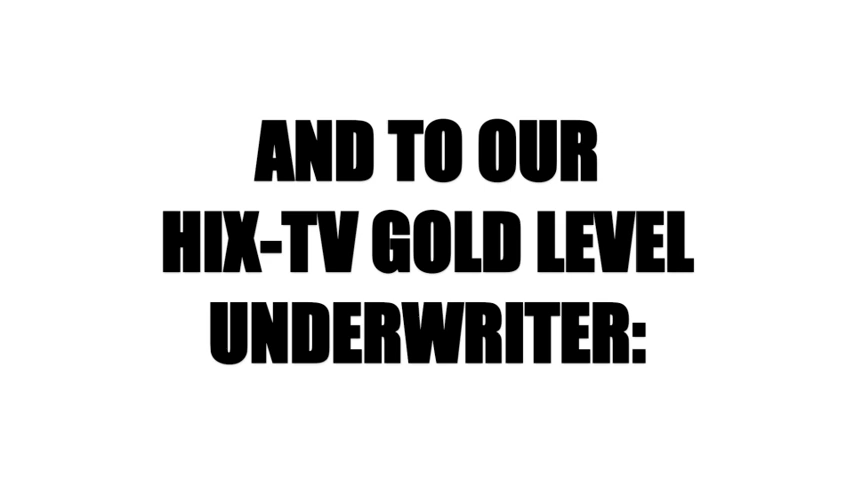 AND TO OUR
HIX-TV GOLD LEVEL
UNDERWRITER: